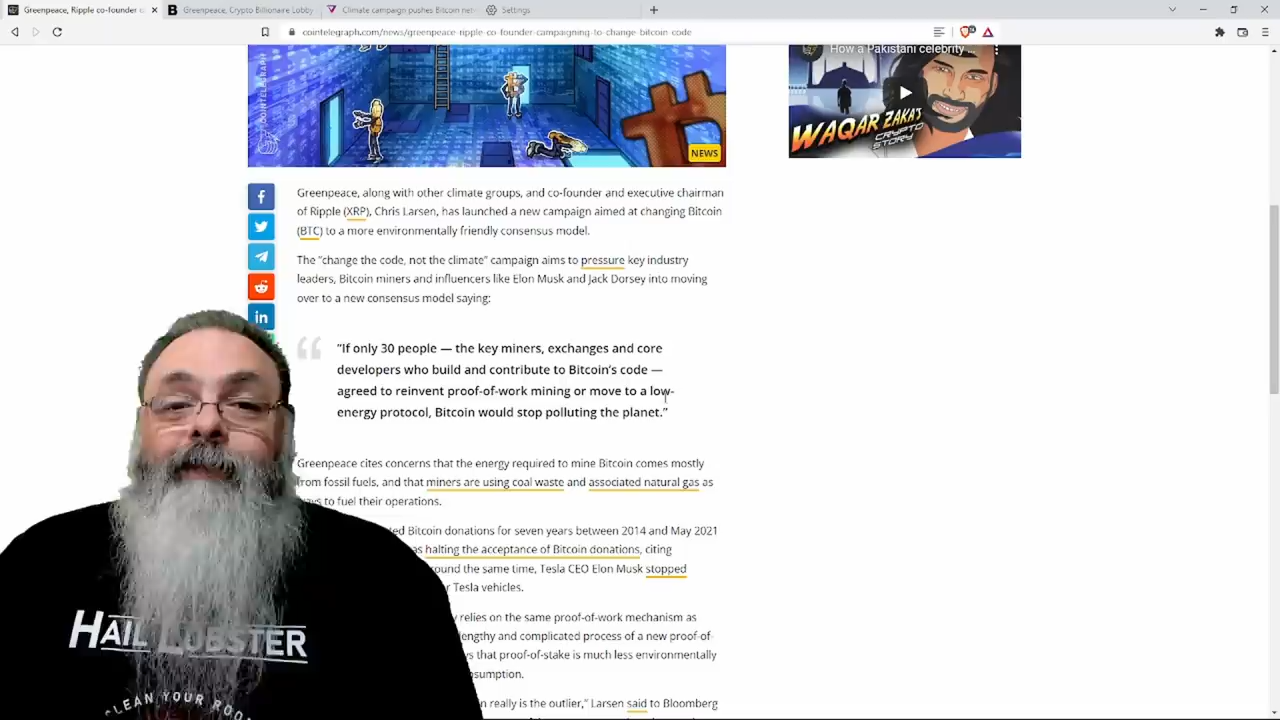 Greenpeace, Ripple co-founder c
Greenpeace, Crypto Billionaire Lobby
Climate campaign pushes Bitcoin net
Settings
cointelegraph.com/news/greenpeace-ripple-co-founder-campaigning-to-change-bitcoin-code
COINTELEGRAPH
NEWS
How a Pakistani celebrity ...
WAQAR ZAKA'S
CRYPTO
STORY
Greenpeace, along with other climate groups, and co-founder and executive chairman
of Ripple (XRP), Chris Larsen, has launched a new campaign aimed at changing Bitcoin
(BTC) to a more environmentally friendly consensus model.
The "change the code, not the climate" campaign aims to pressure key industry
leaders, Bitcoin miners and influencers like Elon Musk and Jack Dorsey into moving
over to a new consensus model saying:
"If only 30 people — the key miners, exchanges and core
developers who build and contribute to Bitcoin's code —
agreed to reinvent proof-of-work mining or move to a low-
energy protocol, Bitcoin would stop polluting the planet."
Greenpeace cites concerns that the energy required to mine Bitcoin comes mostly
from fossil fuels, and that miners are using coal waste and associated natural gas as
ways to fuel their operations.
ted Bitcoin donations for seven years between 2014 and May 2021
as halting the acceptance of Bitcoin donations, citing
ound the same time, Tesla CEO Elon Musk stopped
r Tesla vehicles.
y relies on the same proof-of-work mechanism as
engthy and complicated process of a new proof-of-
s that proof-of-stake is much less environmentally
nsumption.
n really is the outlier," Larsen said to Bloomberg
HAIL LOBSTER
CLEAN YOUR ROO